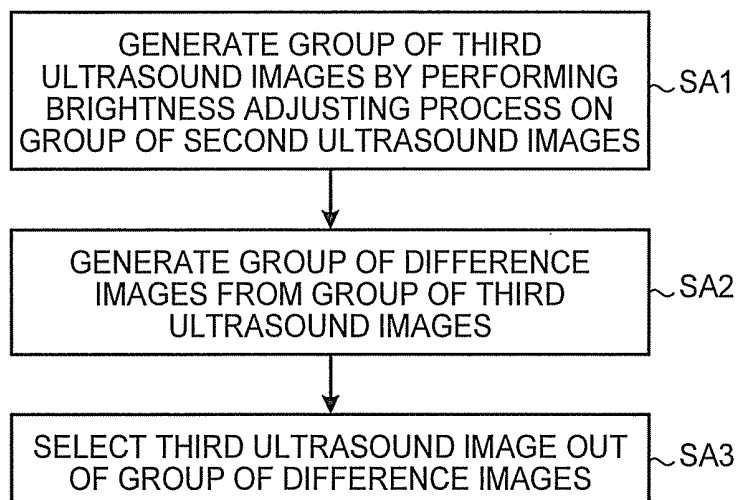 GENERATE GROUP OF THIRD
ULTRASOUND IMAGES BY PERFORMING
BRIGHTNESS ADJUSTING PROCESS ON
GROUP OF SECOND ULTRASOUND IMAGES
SA1
GENERATE GROUP OF DIFFERENCE
IMAGES FROM GROUP OF THIRD
ULTRASOUND IMAGES
SA2
SELECT THIRD ULTRASOUND IMAGE OUT
OF GROUP OF DIFFERENCE IMAGES
SA3